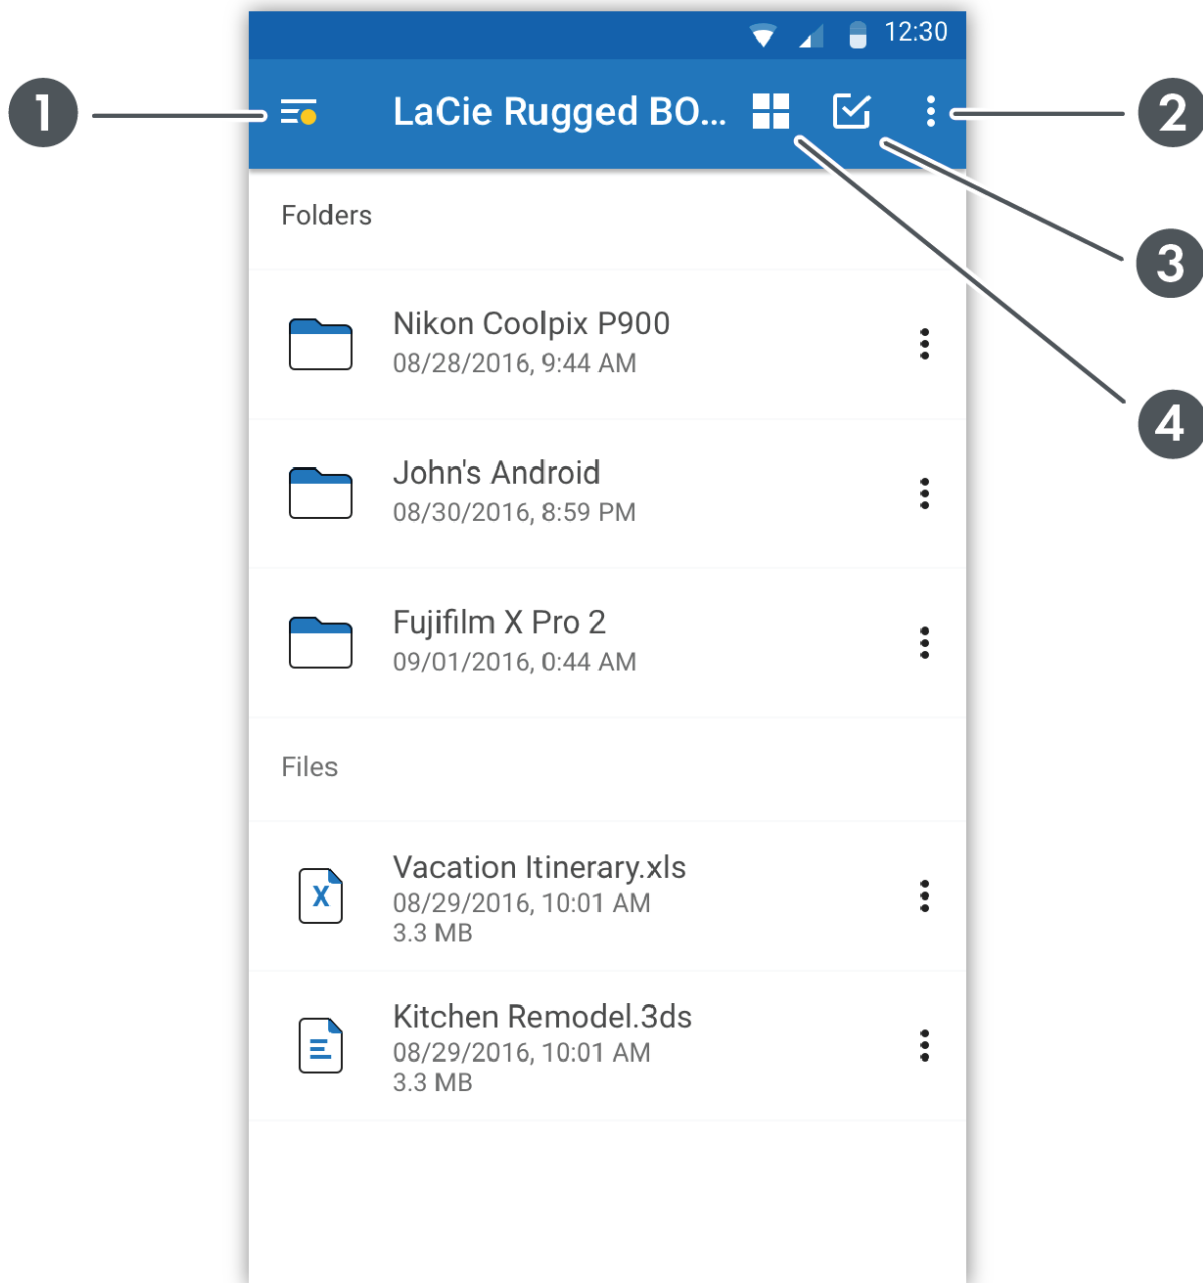 12:30
1
LaCie Rugged BO...
2
3
4
Folders
Nikon Coolpix P900
08/28/2016, 9:44 AM
John's Android
08/30/2016, 8:59 PM
Fujifilm X Pro 2
09/01/2016, 0:44 AM
Files
X
Vacation Itinerary.xls
08/29/2016, 10:01 AM
3.3 MB
Kitchen Remodel.3ds
08/29/2016, 10:01 AM
3.3 MB